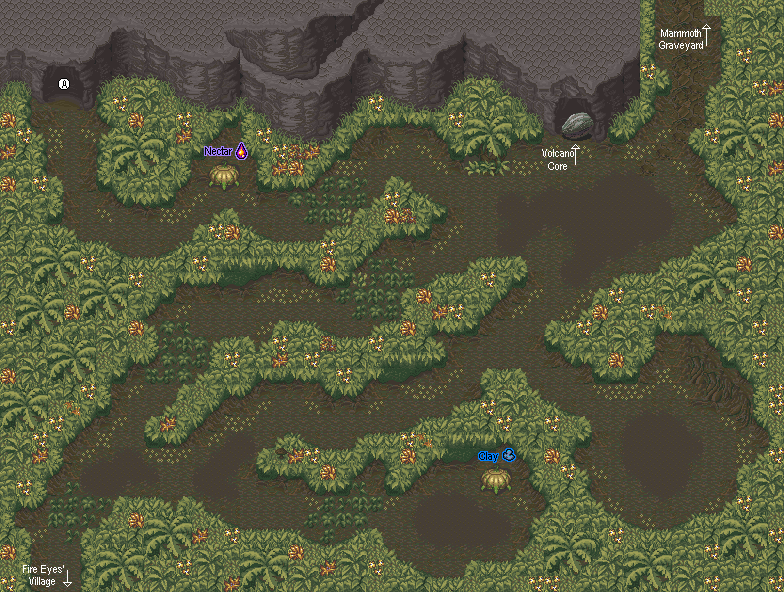 Mammoth
Graveyard
A
Nectar
Volcano
Core
Clay
Fire Eyes'
Village